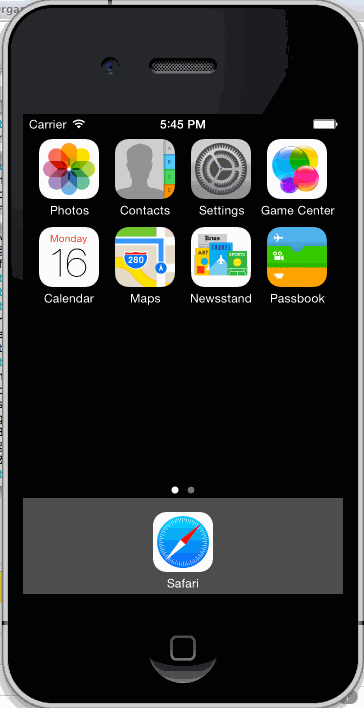 Carrier 5:45 PM
Photos Contacts Settings Game Center
Monday
16
280
TRAVEL
ART
SPORTS
Calendar Maps Newsstand Passbook
Safari